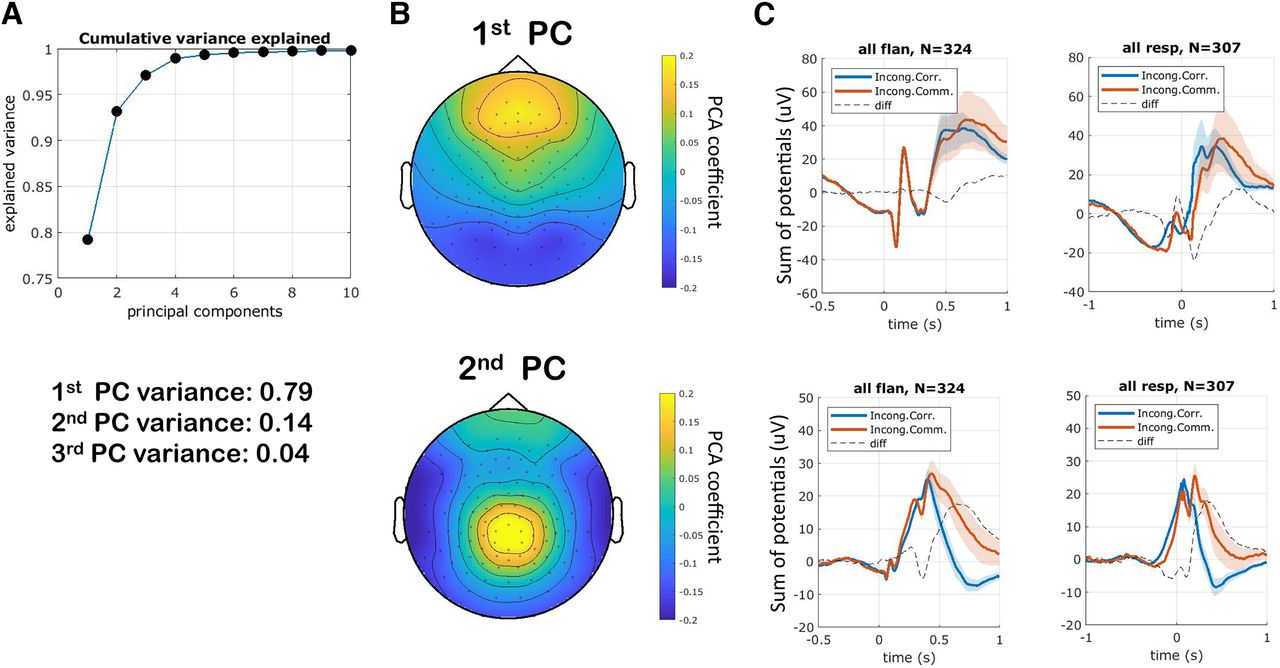 A
Cumulative variance explained
1
0.95
0.9
0.85
0.8
0.75
explained variance
0 2 4 6 8 10
principal components
1st PC variance: 0.79
2nd PC variance: 0.14
3rd PC variance: 0.04
B
1st PC
0.2
0.15
0.1
0.05
0
-0.05
-0.1
-0.15
-0.2
PCA coefficient
2nd PC
0.2
0.15
0.1
0.05
0
-0.05
-0.1
-0.15
-0.2
PCA coefficient
C
all flan, N=324
Incong.Corr.
Incong.Comm.
diff
80
60
40
20
0
-20
-40
-60
Sum of potentials (uV)
-0.5 0 0.5 1
time (s)
all resp, N=307
Incong.Corr.
Incong.Comm.
diff
80
60
40
20
0
-20
-40
-1 0 1
time (s)
all flan, N=324
Incong.Corr.
Incong.Comm.
diff
50
40
30
20
10
0
-10
-20
Sum of potentials (uV)
-0.5 0 0.5 1
time (s)
all resp, N=307
Incong.Corr.
Incong.Comm.
diff
50
40
30
20
10
0
-10
-20
-1 0 1
time (s)